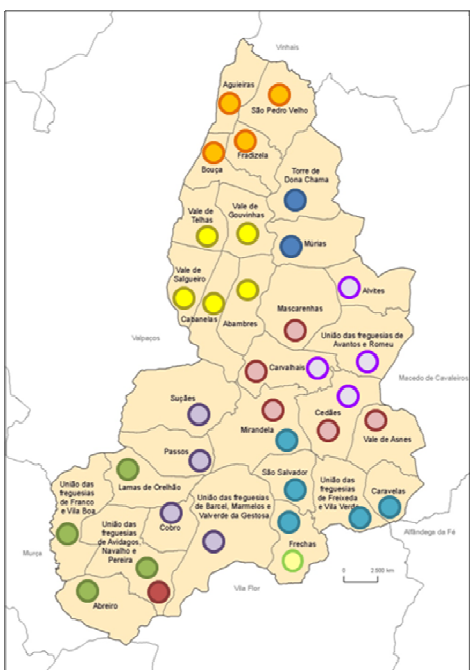 Vinhais
Agueiras
São Pedro Velho
Fradizela
Bouça
Torre de
Dona Chama
Vale de
Telhas
Vale de
Gouvinhas
Múrias
Vale de
Salgueiro
Cabanelas
Abambres
Mascarenhas
Alvites
Valpaços
União das freguesias de
Avantos e Romeu
Carvalhais
Macedo de Cavaleiros
Suções
Mirandela
Cedães
Vale de Asnes
Passos
São Salvador
Lamas de Orelhão
União das
freguesias
de Franco
e Vila Boa
União das freguesias
de Barcel, Marmelos e
Valverde da Gestosa
União das
freguesias
de Freixeda
e Vila Verde
Caravelas
Cobro
União das
freguesias
de Avidagos,
Navalho e
Pereira
Alfândega da Fé
Murça
Frechas
Abreiro
Vila Flor
0 2 000 km